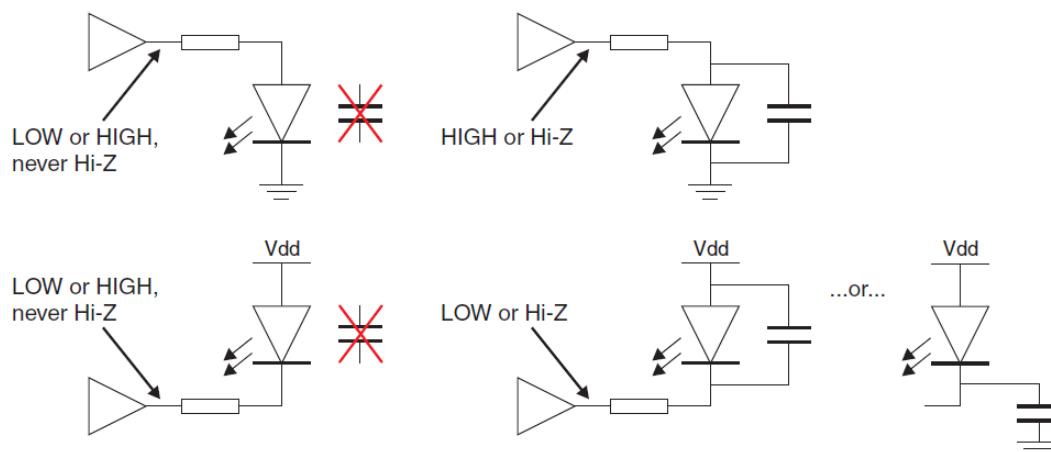 LOW or HIGH,
never Hi-Z
HIGH or Hi-Z
Vdd
LOW or HIGH,
never Hi-Z
Vdd
LOW or Hi-Z
...or...
Vdd